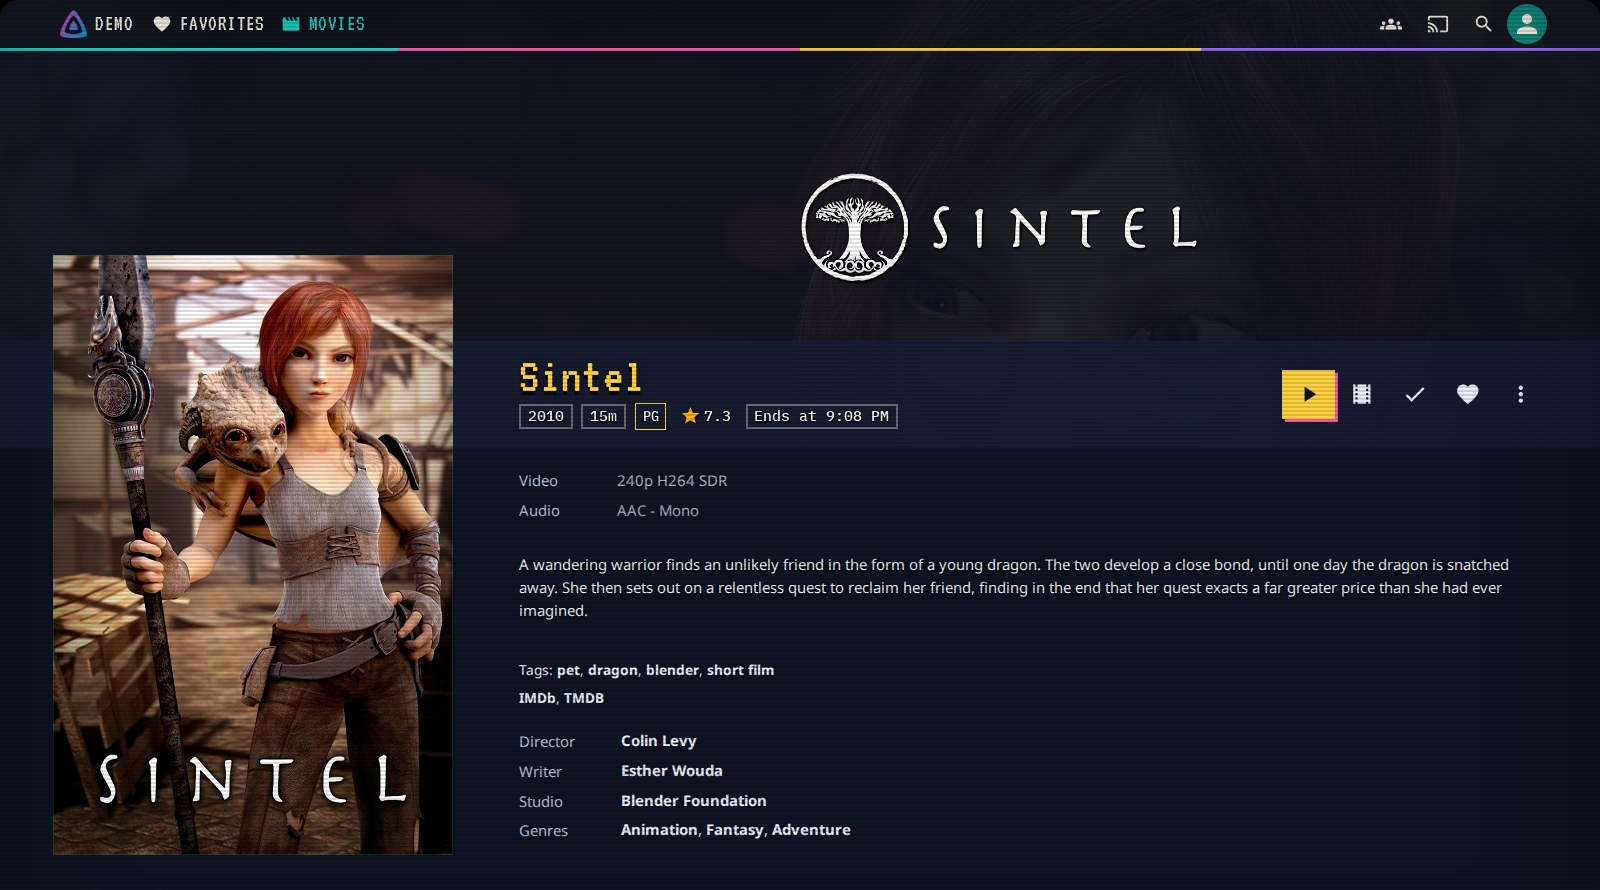 DEMO FAVORITES MOVIES
SINTEL
Sintel
2010 15m PG 7.3 Ends at 9:08 PM
Video 240p H264 SDR
Audio AAC - Mono
A wandering warrior finds an unlikely friend in the form of a young dragon. The two develop a close bond, until one day the dragon is snatched
away. She then sets out on a relentless quest to reclaim her friend, finding in the end that her quest exacts a far greater price than she had ever
imagined.
Tags: pet, dragon, blender, short film
IMDb, TMDB
Director Colin Levy
Writer Esther Wouda
Studio Blender Foundation
Genres Animation, Fantasy, Adventure
SINTEL